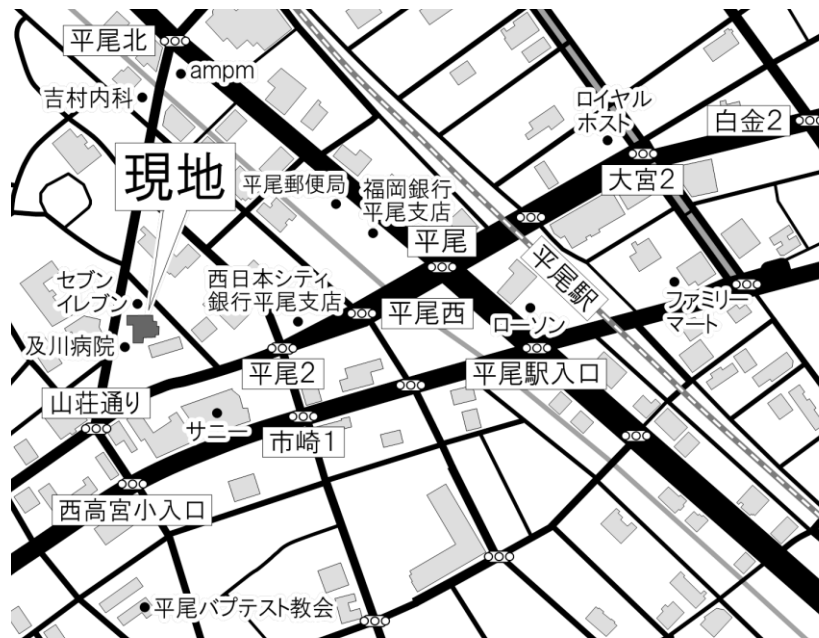 平尾北
ampm
吉村内科
ロイヤル
ホスト
白金2
現地
平尾郵便局
福岡銀行
平尾支店
大宮2
平尾
平尾駅
セブン
イレブン
西日本シティ
銀行平尾支店
平尾西
ローソン
ファミリー
マート
及川病院
平尾2
平尾駅入口
山荘通り
サニー
市崎1
西高宮小入口
平尾バプテスト教会